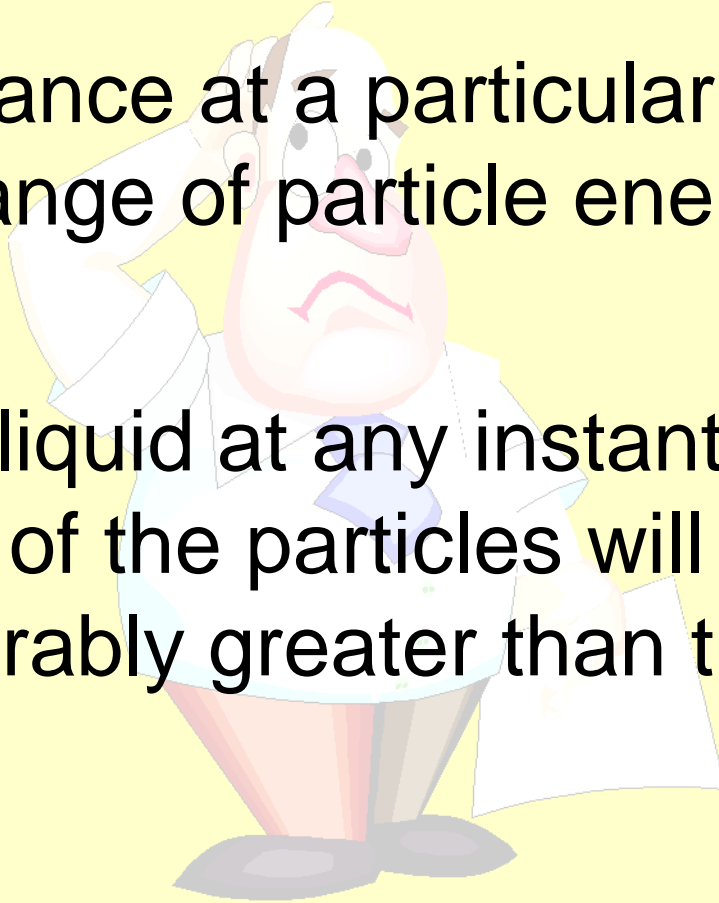 ance at a particular
ange of particle ene
liquid at any instant
of the particles will
rably greater than t